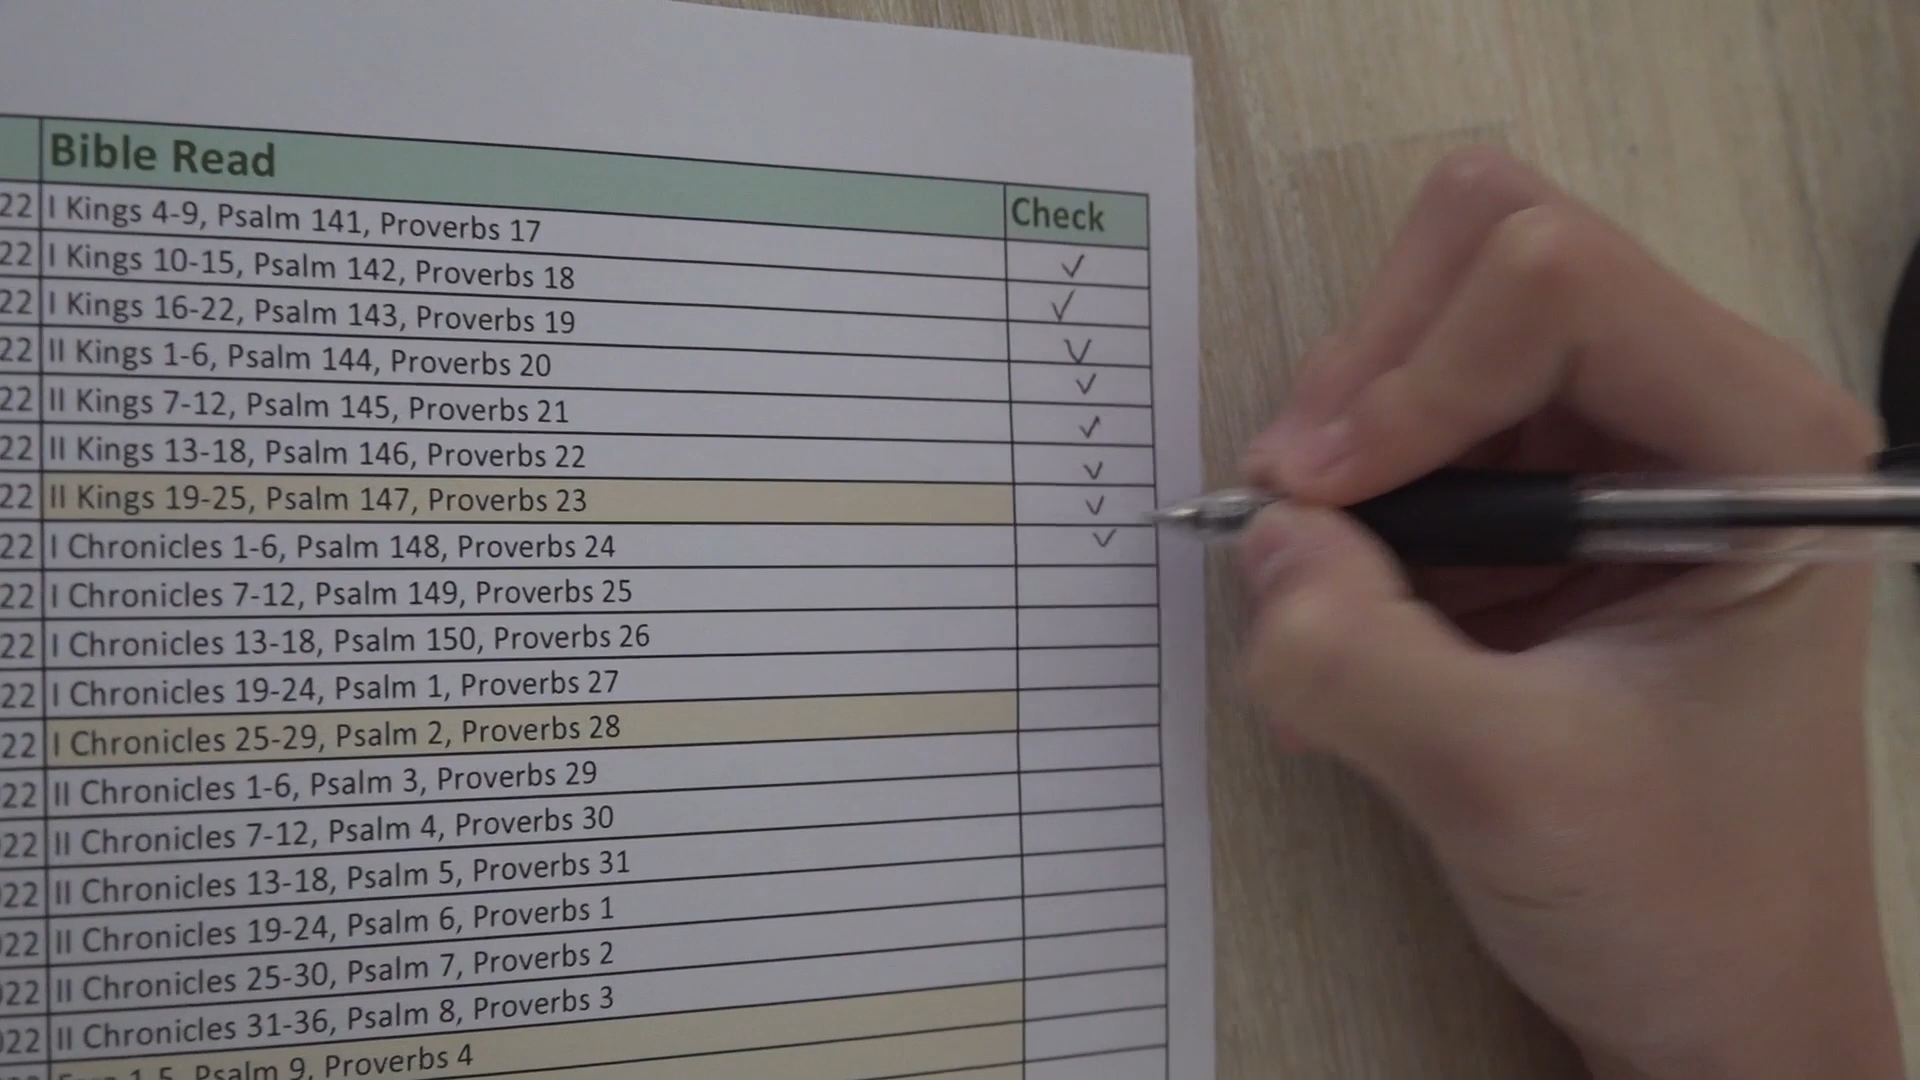 Bible Read Check
22 I Kings 4-9, Psalm 141, Proverbs 17 ✓
22 I Kings 10-15, Psalm 142, Proverbs 18 ✓
22 I Kings 16-22, Psalm 143, Proverbs 19 ✓
22 II Kings 1-6, Psalm 144, Proverbs 20 ✓
22 II Kings 7-12, Psalm 145, Proverbs 21 ✓
22 II Kings 13-18, Psalm 146, Proverbs 22 ✓
22 II Kings 19-25, Psalm 147, Proverbs 23 ✓
22 I Chronicles 1-6, Psalm 148, Proverbs 24 ✓
22 I Chronicles 7-12, Psalm 149, Proverbs 25
22 I Chronicles 13-18, Psalm 150, Proverbs 26
22 I Chronicles 19-24, Psalm 1, Proverbs 27
22 I Chronicles 25-29, Psalm 2, Proverbs 28
22 II Chronicles 1-6, Psalm 3, Proverbs 29
22 II Chronicles 7-12, Psalm 4, Proverbs 30
22 II Chronicles 13-18, Psalm 5, Proverbs 31
22 II Chronicles 19-24, Psalm 6, Proverbs 1
22 II Chronicles 25-30, Psalm 7, Proverbs 2
22 II Chronicles 31-36, Psalm 8, Proverbs 3
1-5, Psalm 9, Proverbs 4